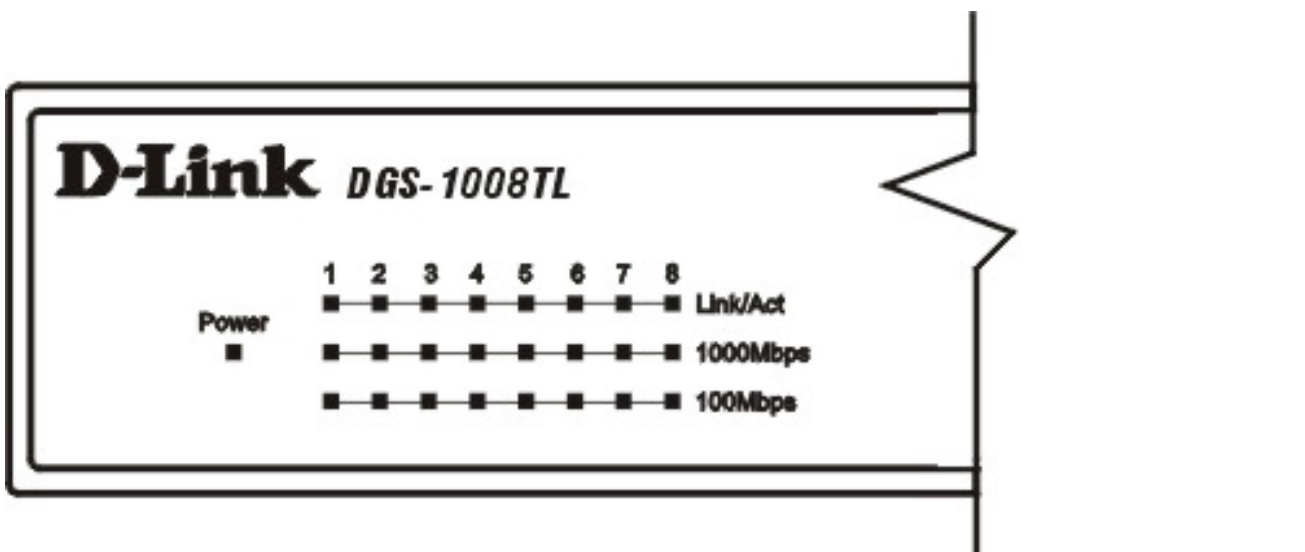 D-Link DGS-1008TL
1 2 3 4 5 6 7 8
Link/Act
Power
1000Mbps
100Mbps